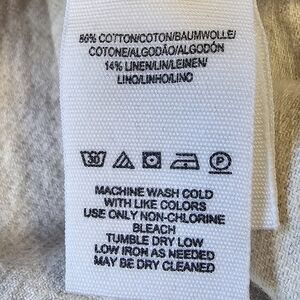 86% COTTON/COTON/BAUMWOLLE/
COTONE/ALGODÃO/ALGODÓN
14% LINEN/LIN/LEINEN/
LINO/LINHO/LINO
30 P
MACHINE WASH COLD
WITH LIKE COLORS
USE ONLY NON-CHLORINE
BLEACH
TUMBLE DRY LOW
LOW IRON AS NEEDED
MAY BE DRY CLEANED